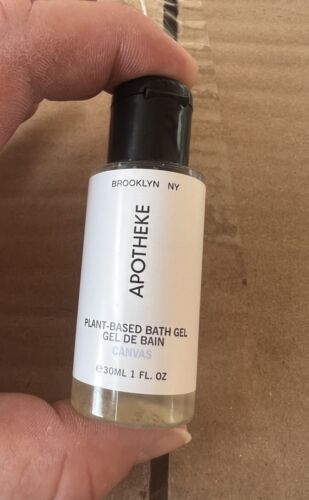 BROOKLYN NY
APOTHEKE
PLANT-BASED BATH GEL
GEL DE BAIN
CANVAS
℮30ML 1 FL. OZ